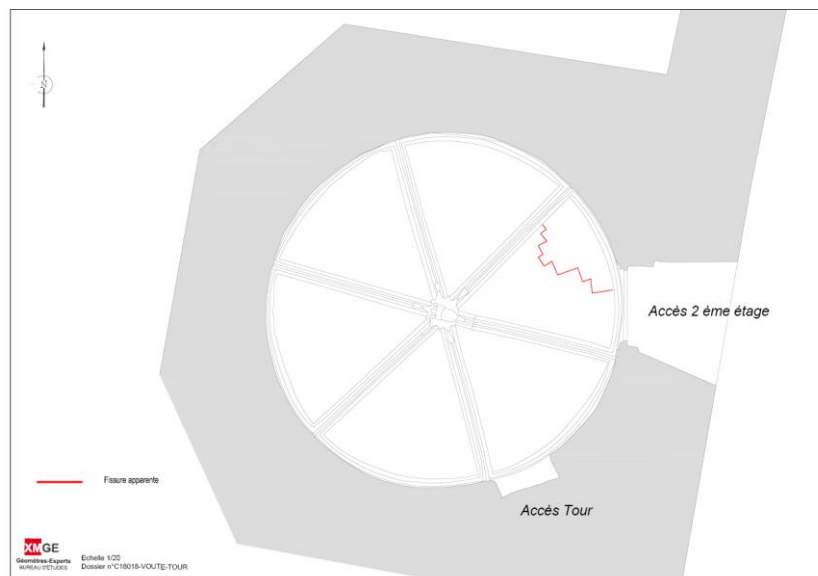 Accès 2 ème étage
Fissure apparente
Accès Tour
XMGE
Géomètres-Experts
BUREAU D'ÉTUDES
Echelle 1/20
Dossier n°C18018-VOUTE-TOUR